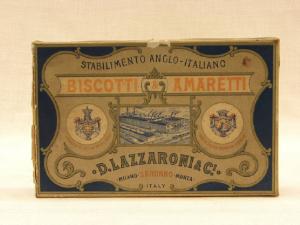 STABILIMENTO ANGLO-ITALIANO
BISCOTTI & AMARETTI
D. LAZZARONI & C.
MILANO · SARONNO · MONZA
ITALY